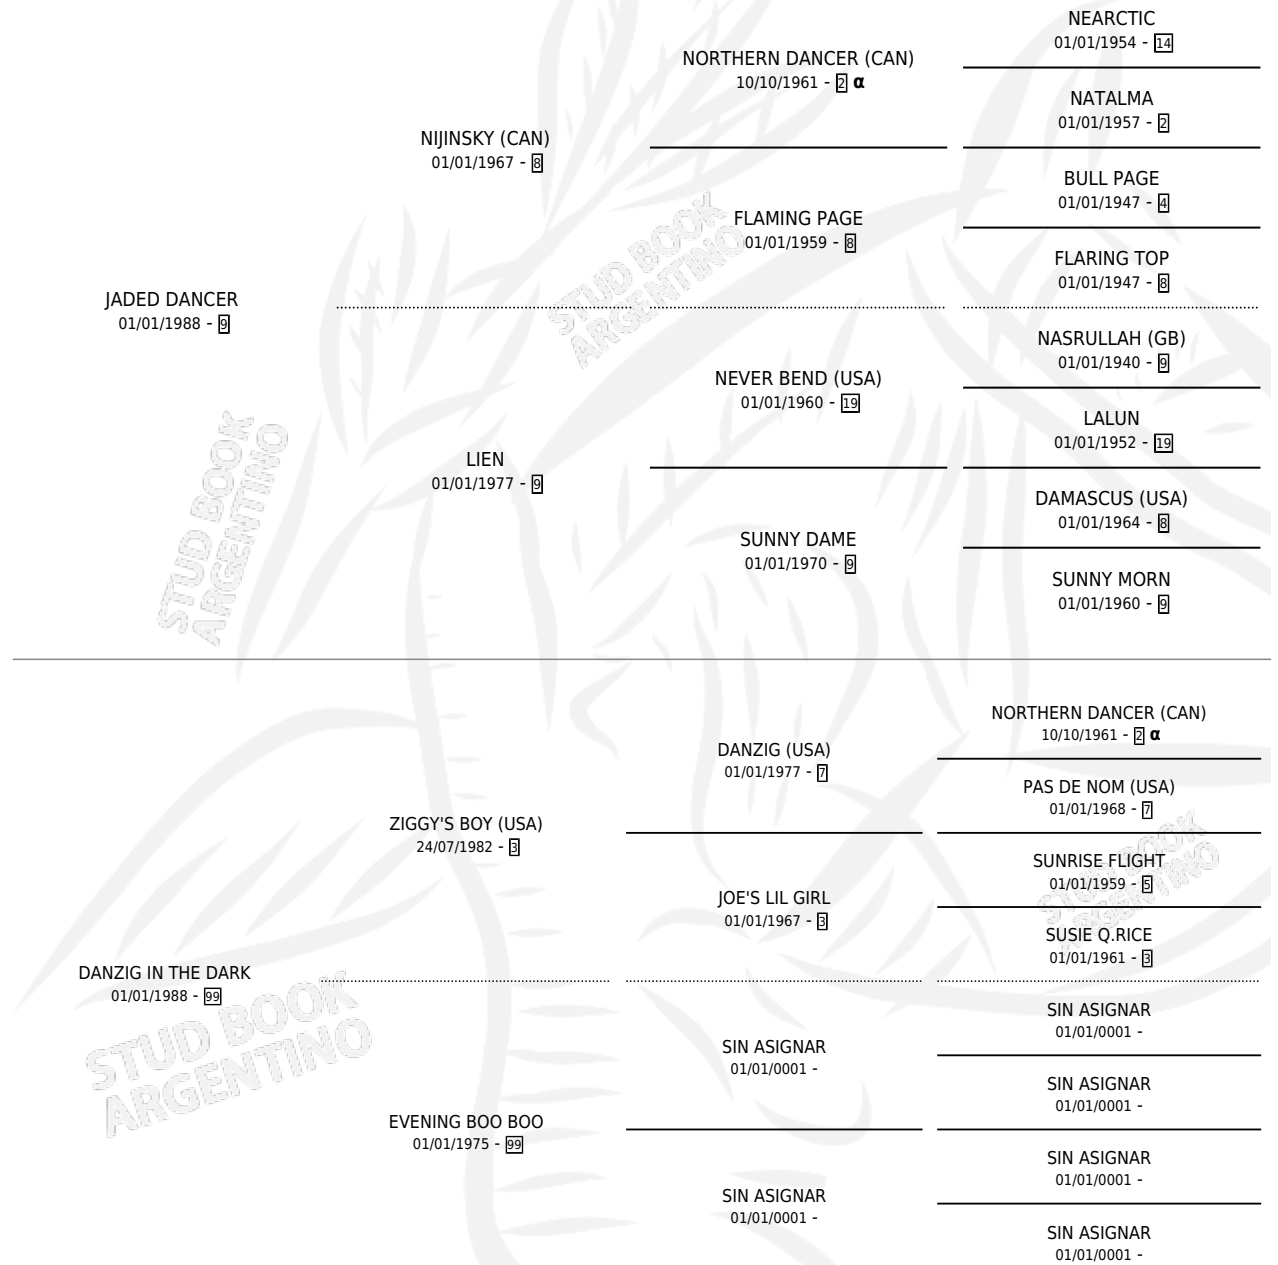 NEARCTIC
01/01/1954 - 14
NORTHERN DANCER (CAN)
10/10/1961 - 2 α
NATALMA
01/01/1957 - 2
NIJINSKY (CAN)
01/01/1967 - 8
BULL PAGE
01/01/1947 - 4
FLAMING PAGE
01/01/1959 - 8
FLARING TOP
01/01/1947 - 8
JADED DANCER
01/01/1988 - 9
NASRULLAH (GB)
01/01/1940 - 9
NEVER BEND (USA)
01/01/1960 - 19
LALUN
01/01/1952 - 19
LIEN
01/01/1977 - 9
DAMASCUS (USA)
01/01/1964 - 8
SUNNY DAME
01/01/1970 - 9
SUNNY MORN
01/01/1960 - 9
NORTHERN DANCER (CAN)
10/10/1961 - 2 α
DANZIG (USA)
01/01/1977 - 7
PAS DE NOM (USA)
01/01/1968 - 7
ZIGGY'S BOY (USA)
24/07/1982 - 3
SUNRISE FLIGHT
01/01/1959 - 5
JOE'S LIL GIRL
01/01/1967 - 3
SUSIE Q.RICE
01/01/1961 - 3
DANZIG IN THE DARK
01/01/1988 - 99
SIN ASIGNAR
01/01/0001 -
SIN ASIGNAR
01/01/0001 -
SIN ASIGNAR
01/01/0001 -
EVENING BOO BOO
01/01/1975 - 99
SIN ASIGNAR
01/01/0001 -
SIN ASIGNAR
01/01/0001 -
SIN ASIGNAR
01/01/0001 -
STUD BOOK
ARGENTINO
STUD BOOK
ARGENTINO
STUD BOOK
ARGENTINO
STUD BOOK
ARGENTINO